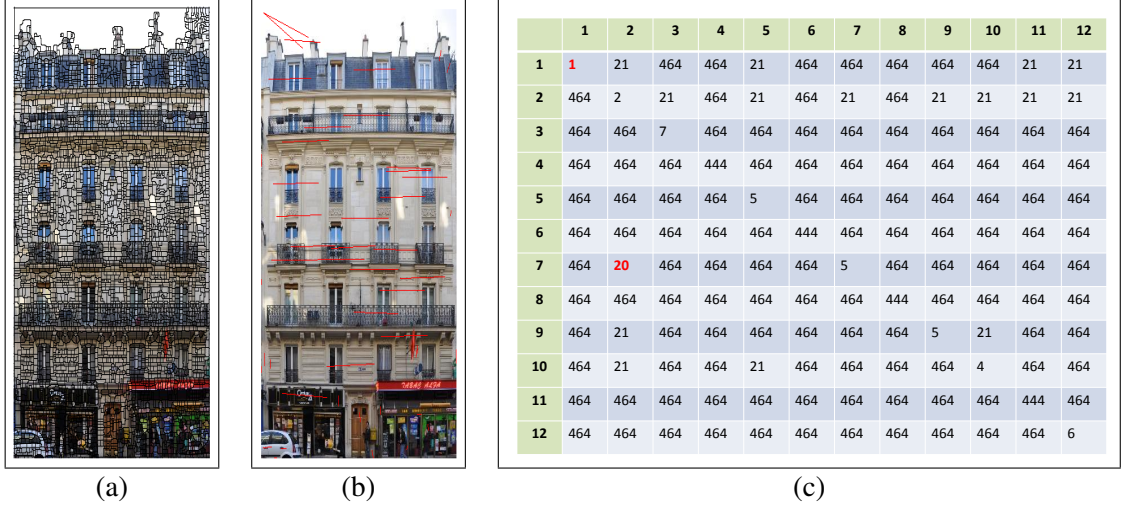 1 2 3 4 5 6 7 8 9 10 11 12
1 1 21 464 464 21 464 464 464 464 464 21 21
2 464 2 21 464 21 464 21 464 21 21 21 21
3 464 464 7 464 464 464 464 464 464 464 464 464
4 464 464 464 444 464 464 464 464 464 464 464 464
5 464 464 464 464 5 464 464 464 464 464 464 464
6 464 464 464 464 464 444 464 464 464 464 464 464
7 464 20 464 464 464 464 5 464 464 464 464 464
8 464 464 464 464 464 464 464 444 464 464 464 464
9 464 21 464 464 464 464 464 464 5 21 464 464
10 464 21 464 464 21 464 464 464 464 4 464 464
11 464 464 464 464 464 464 464 464 464 464 444 464
12 464 464 464 464 464 464 464 464 464 464 464 6
TABAC ALFA
(a) (b) (c)